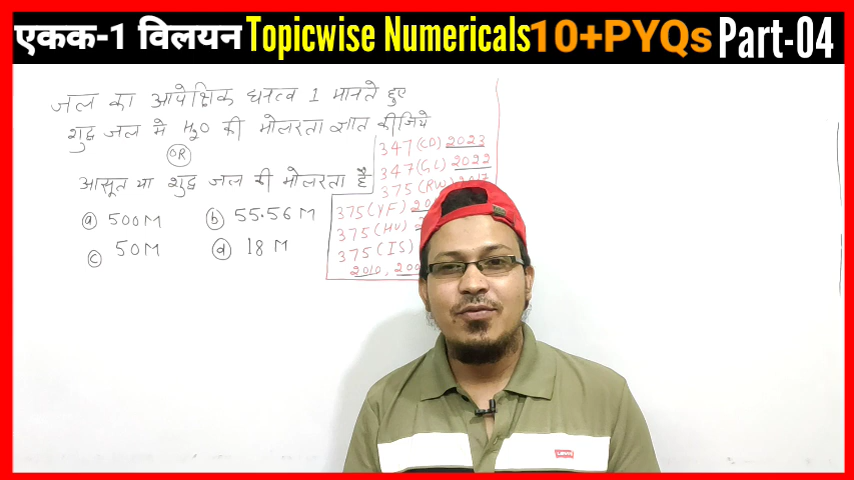 एकक-1 विलयन Topicwise Numericals 10+PYQs Part-04
जल का आपेक्षिक घनत्व 1 मानते हुए
शुद्ध जल मे H₂O की मोलरता ज्ञात कीजिये
OR
आसुत या शुद्ध जल की मोलरता है
a 500M b 55.56M
c 50M d 18M
347(CD) 2023
347(GL) 2022
375(RW) 2017
375(YF)
375(HU)
375(IS)
2010,